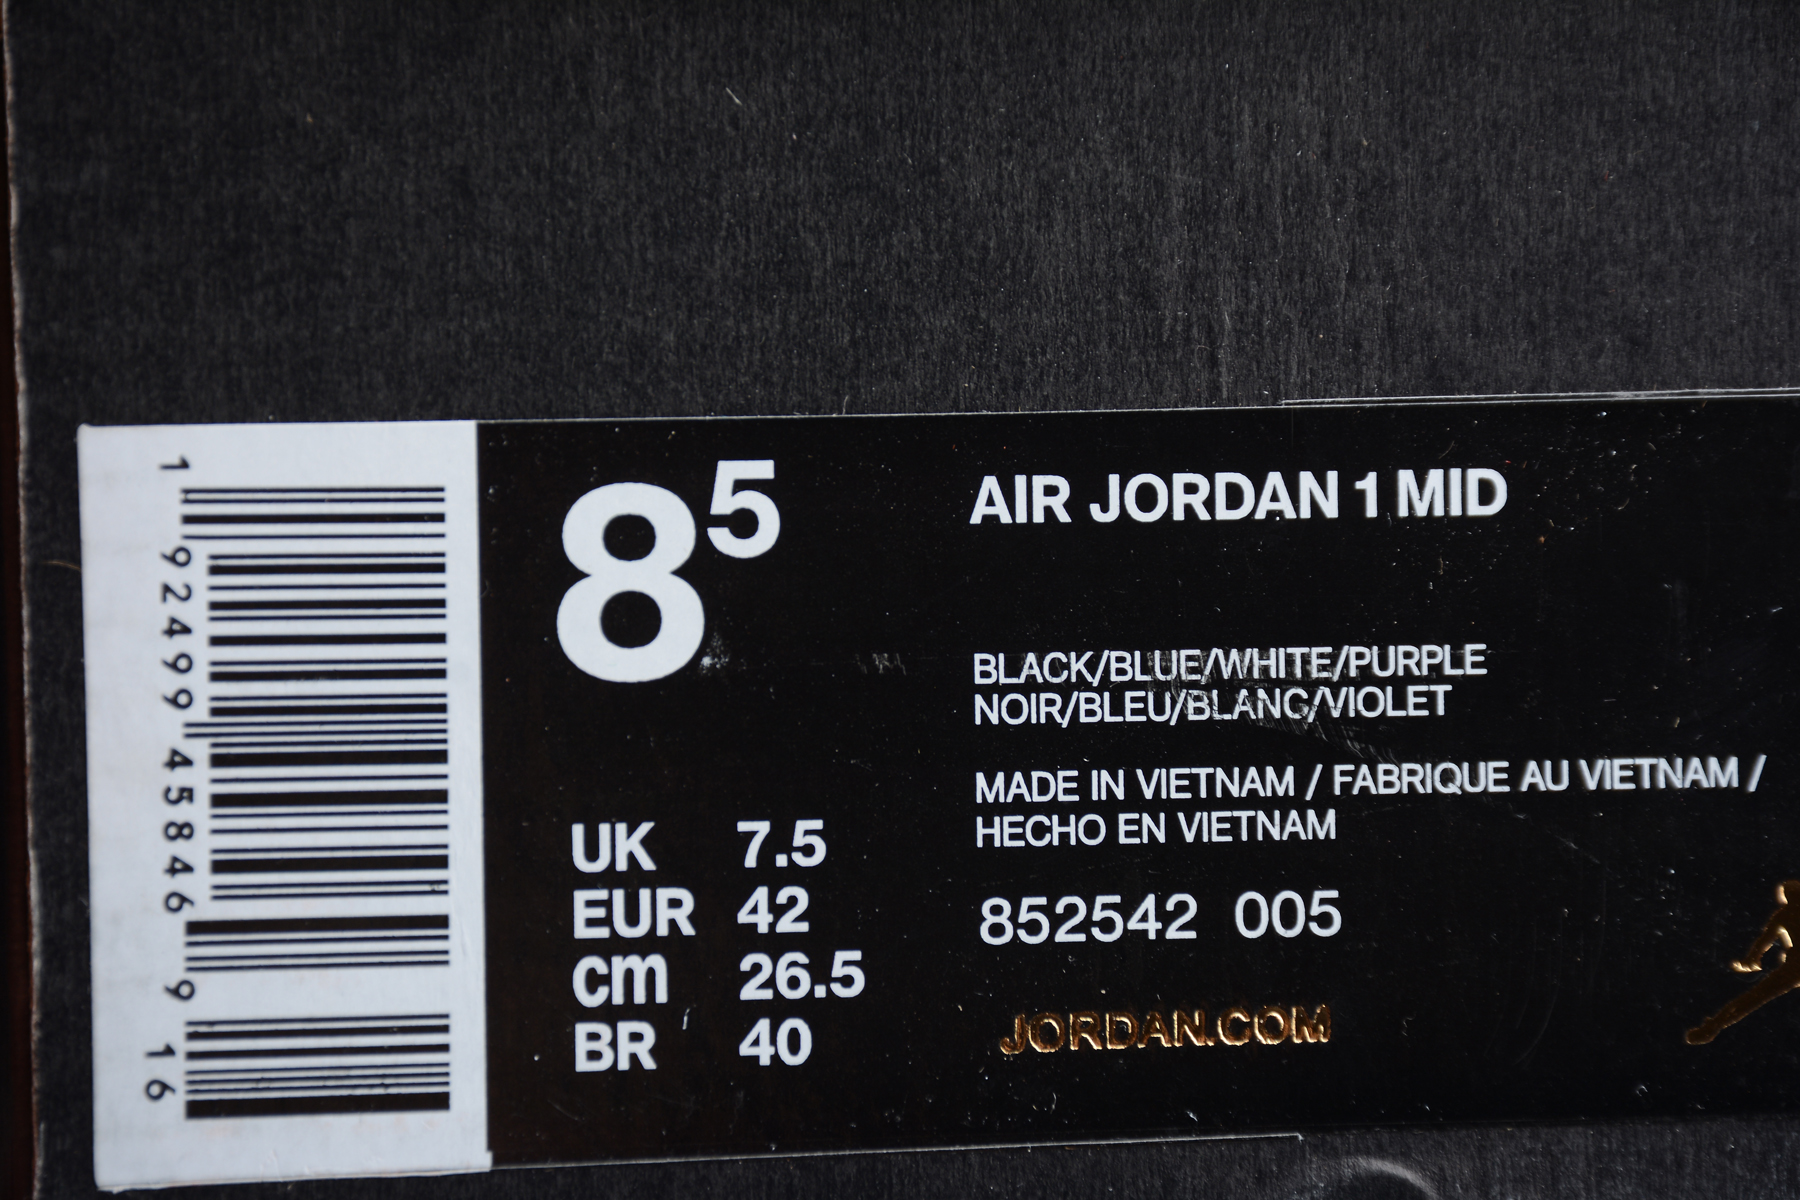 1 92499 45846 9 16
8 5
AIR JORDAN 1 MID
BLACK/BLUE/WHITE/PURPLE
NOIR/BLEU/BLANC/VIOLET
MADE IN VIETNAM / FABRIQUE AU VIETNAM /
HECHO EN VIETNAM
UK 7.5
EUR 42
cm 26.5
BR 40
852542 005
JORDAN.COM